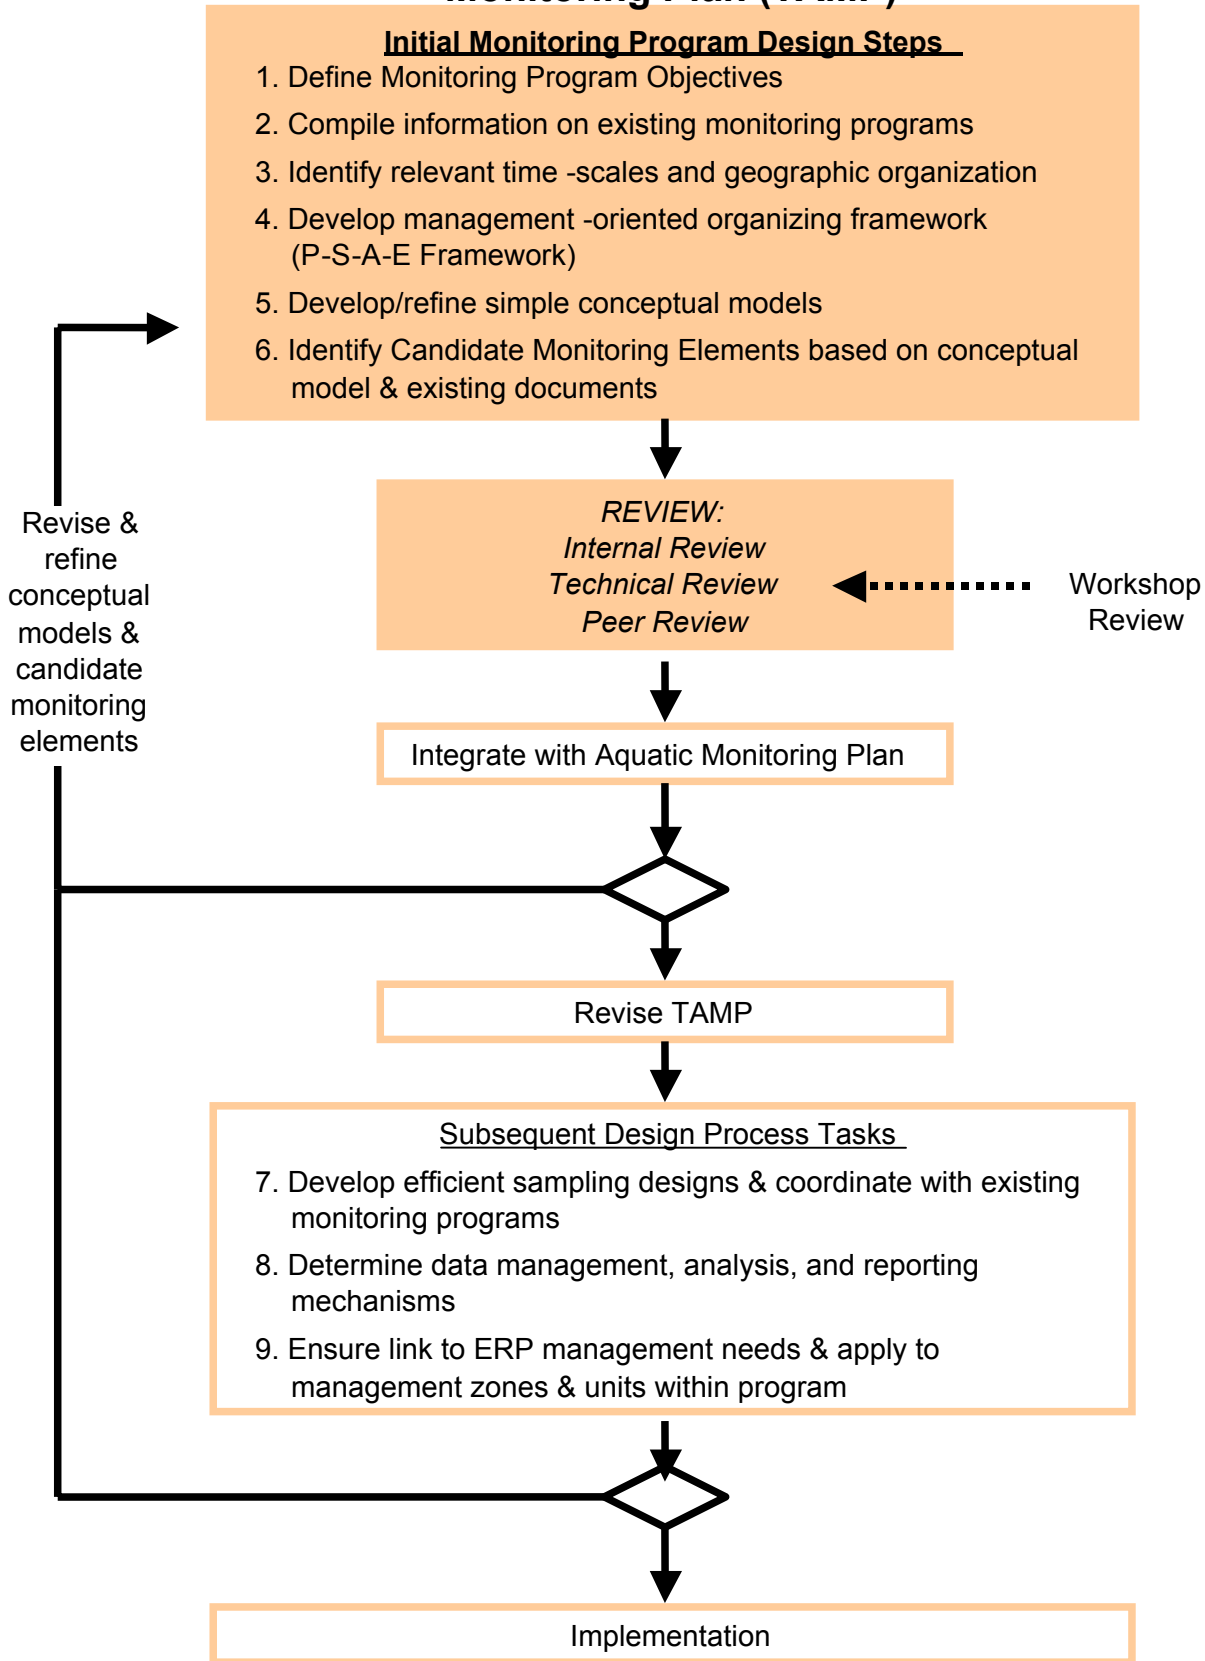 Monitoring Plan (TAMP)
Initial Monitoring Program Design Steps
1. Define Monitoring Program Objectives
2. Compile information on existing monitoring programs
3. Identify relevant time -scales and geographic organization
4. Develop management -oriented organizing framework
(P-S-A-E Framework)
5. Develop/refine simple conceptual models
6. Identify Candidate Monitoring Elements based on conceptual
model & existing documents
REVIEW:
Internal Review
Technical Review
Peer Review
Workshop
Review
Revise &
refine
conceptual
models &
candidate
monitoring
elements
Integrate with Aquatic Monitoring Plan
Revise TAMP
Subsequent Design Process Tasks
7. Develop efficient sampling designs & coordinate with existing
monitoring programs
8. Determine data management, analysis, and reporting
mechanisms
9. Ensure link to ERP management needs & apply to
management zones & units within program
Implementation